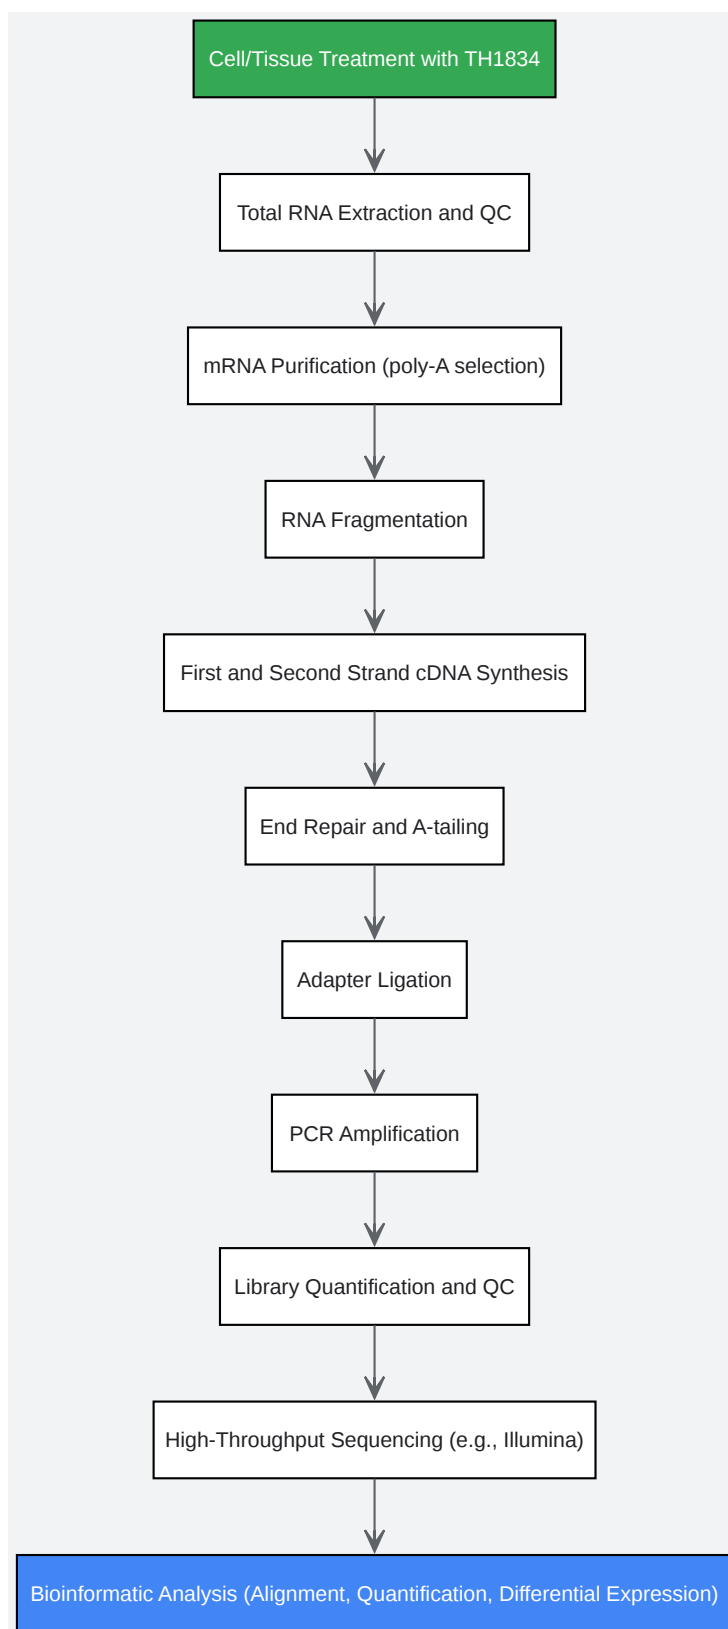 Cell/Tissue Treatment with TH1834
Total RNA Extraction and QC
mRNA Purification (poly-A selection)
RNA Fragmentation
First and Second Strand cDNA Synthesis
End Repair and A-tailing
Adapter Ligation
PCR Amplification
Library Quantification and QC
High-Throughput Sequencing (e.g., Illumina)
Bioinformatic Analysis (Alignment, Quantification, Differential Expression)